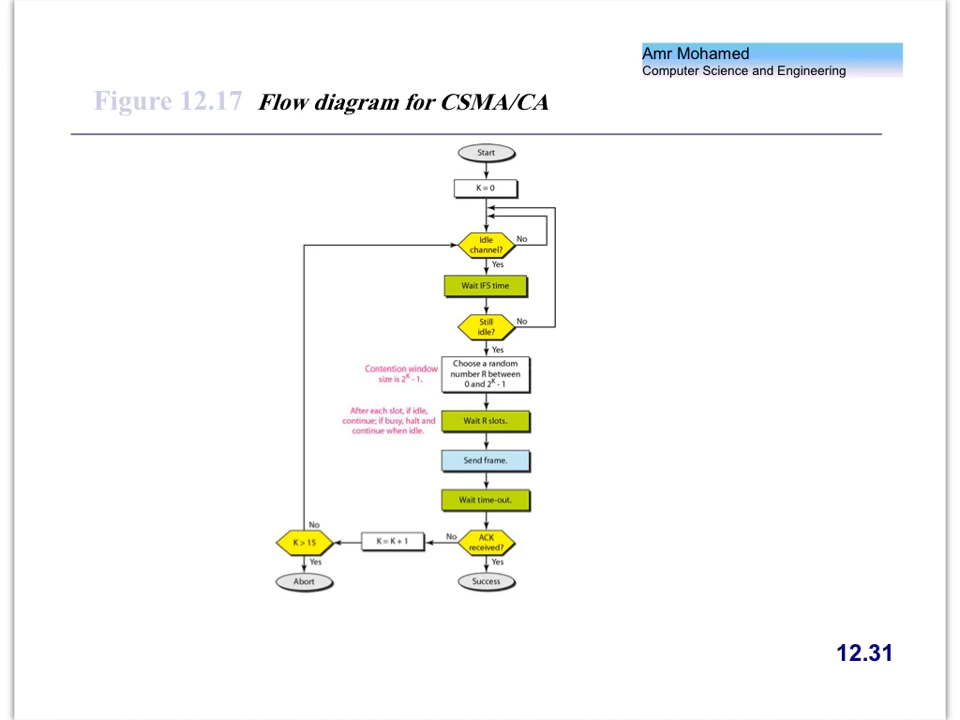 Amr Mohamed
Computer Science and Engineering
Figure 12.17 Flow diagram for CSMA/CA
Start
K = 0
Idle
channel?
No
Yes
Wait IFS time
Still
idle?
No
Yes
Contention window
size is 2^K - 1.
Choose a random
number R between
0 and 2^K - 1
After each slot, if idle,
continue; if busy, halt and
continue when idle.
Wait R slots.
Send frame.
Wait time-out.
ACK
received?
No
Yes
K = K + 1
K > 15
No
Yes
Abort
Success
12.31